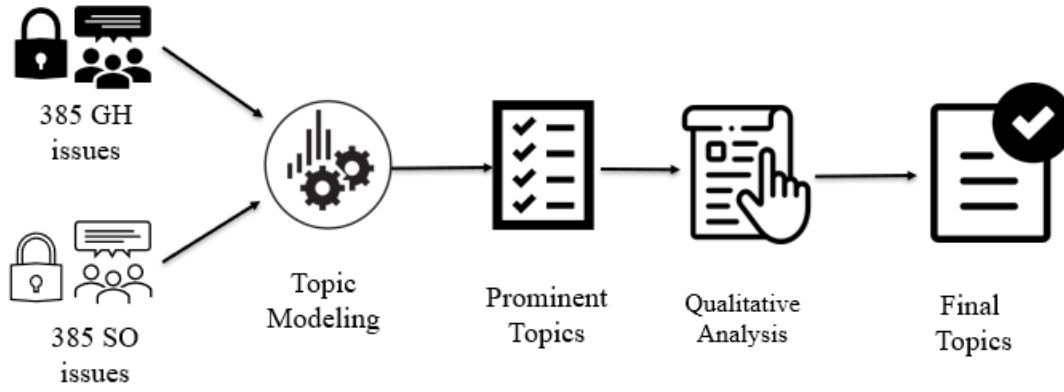 385 GH
issues
385 SO
issues
Topic
Modeling
Prominent
Topics
Qualitative
Analysis
Final
Topics